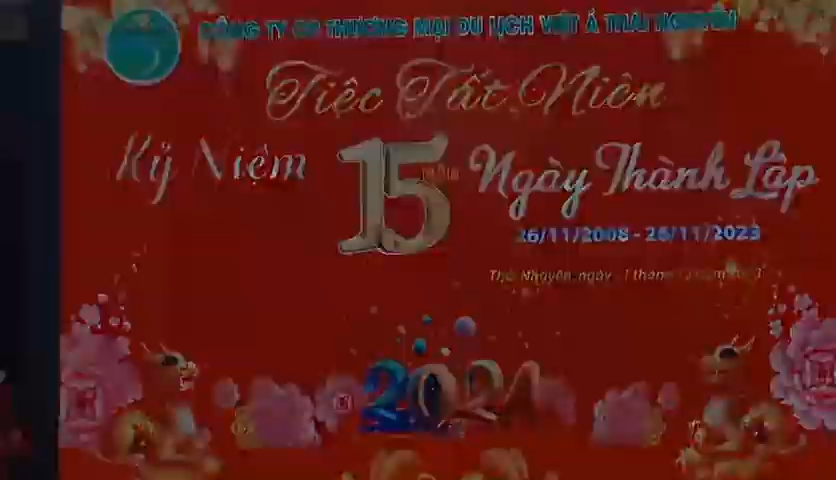 CÔNG TY CP THƯƠNG MẠI DU LỊCH VIỆT Á THÁI NGUYÊN
Tiệc Tất Niên
Kỷ Niệm 15 năm Ngày Thành Lập
26/11/2008 - 26/11/2023
Thái Nguyên, ngày
2024